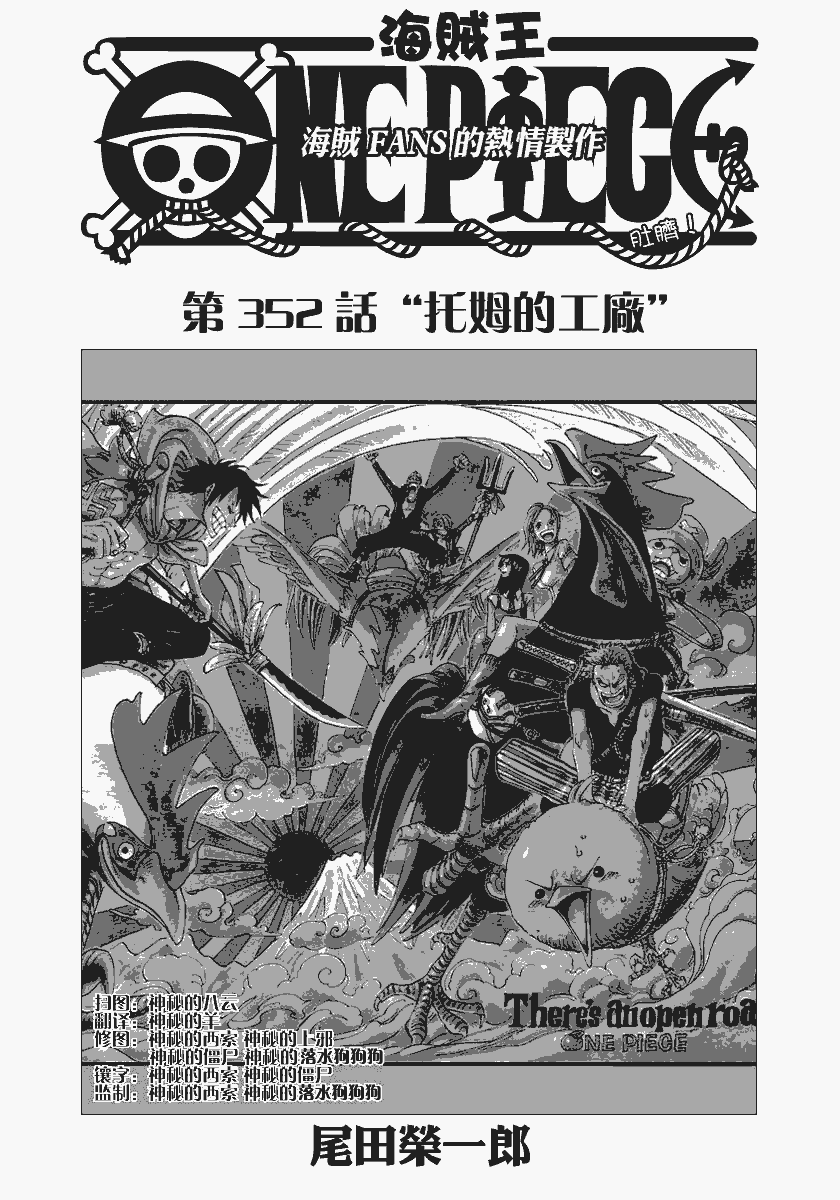 海賊王
ONE PIECE
海賊 FANS 的熱情製作
肚臍！
第 352 話 “托姆的工廠”
扫图：神秘的八云
翻译：神秘的羊
修图：神秘的西索 神秘的上邪
神秘的僵尸 神秘的落水狗狗狗
镶字：神秘的西索 神秘的僵尸
监制：神秘的西索 神秘的落水狗狗狗
There's an open roa
ONE PIECE
尾田榮一郎